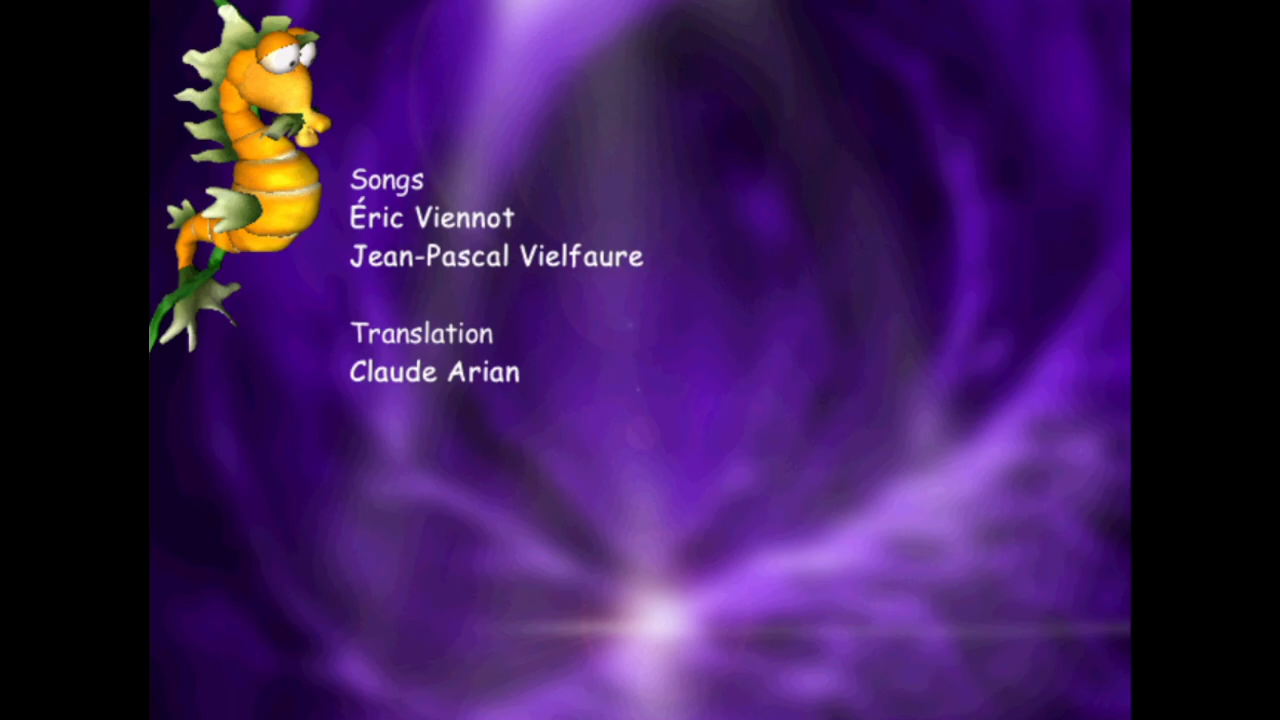 Songs
Éric Viennot
Jean-Pascal Vielfaure
Translation
Claude Arian